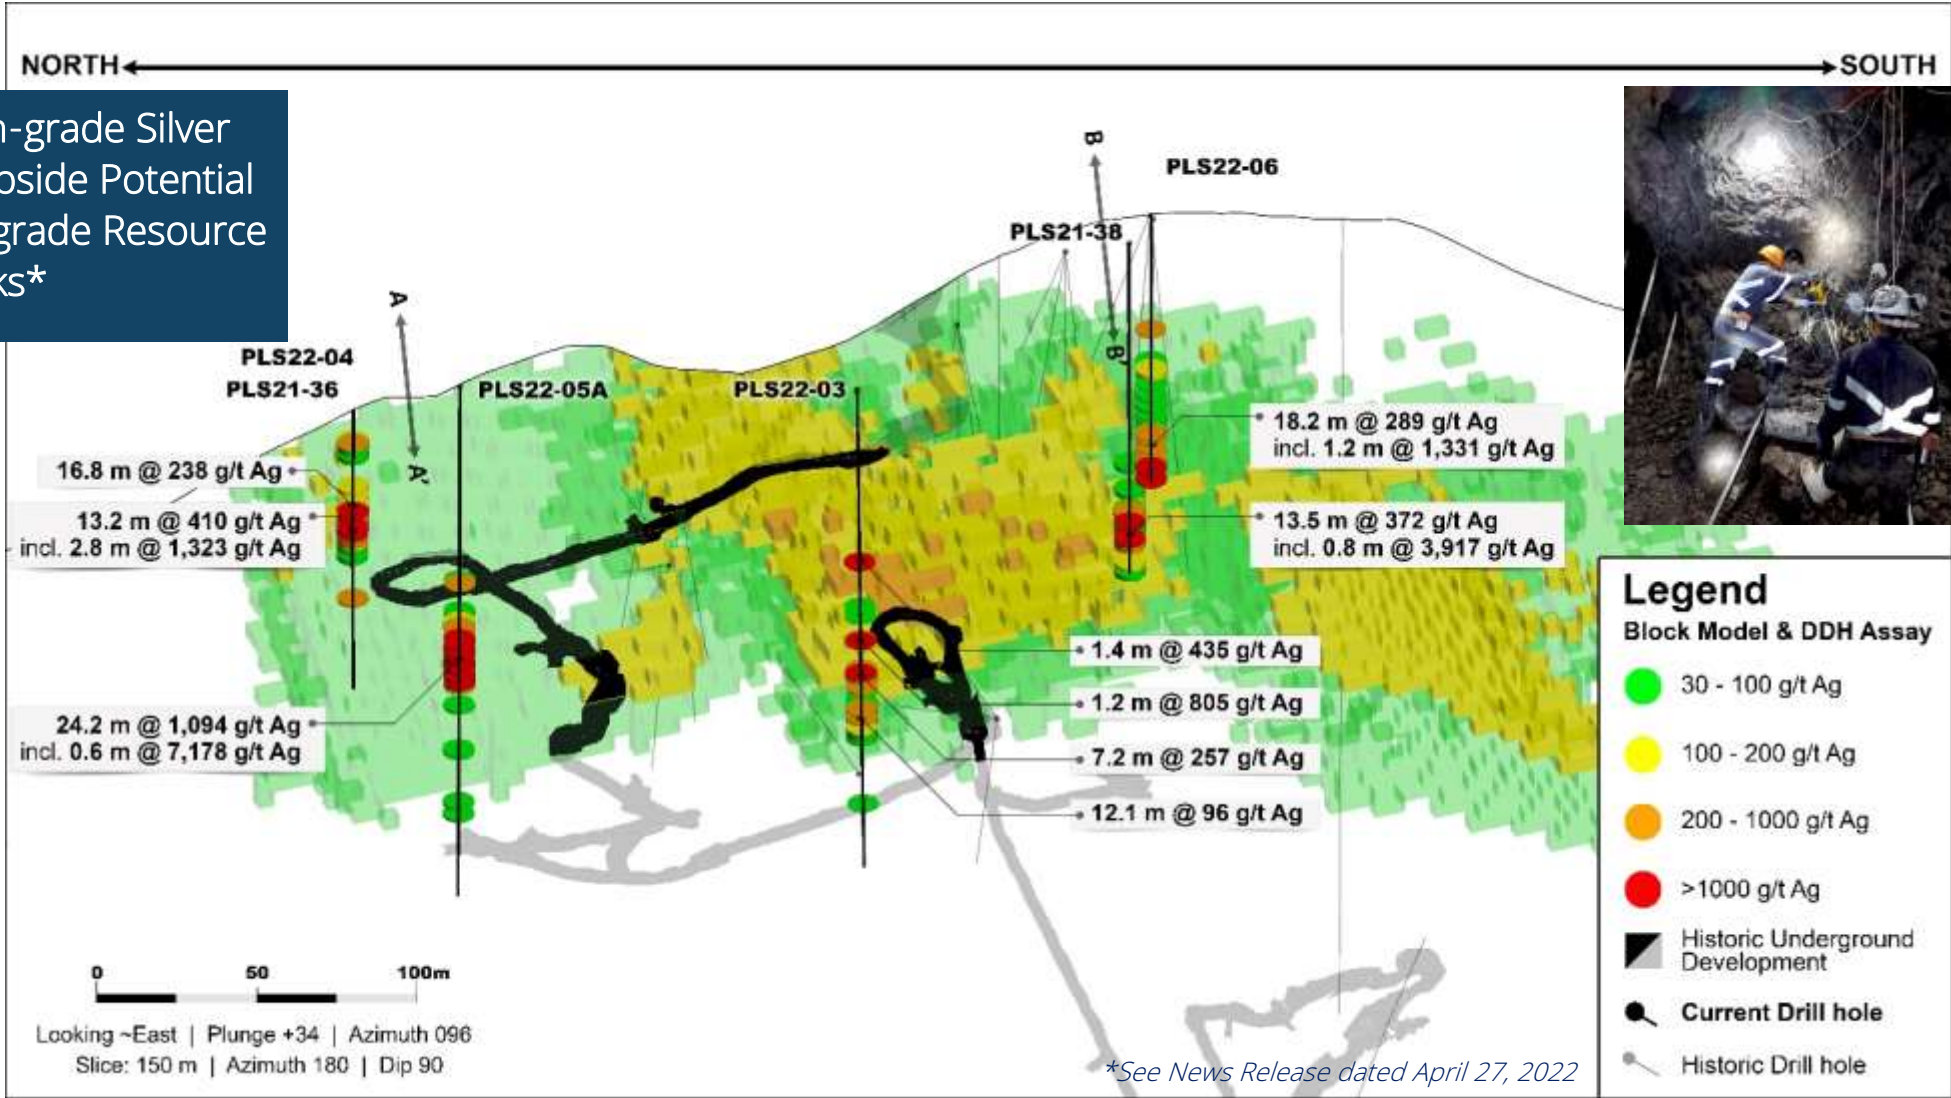 NORTH
SOUTH
-grade Silver
Potential
grade Resource
B
PLS22-06
PLS21-38
A
B'
PLS22-04
PLS21-36
PLS22-05A
PLS22-03
A'
16.8 m @ 238 g/t Ag
13.2 m @ 410 g/t Ag
incl. 2.8 m @ 1,323 g/t Ag
24.2 m @ 1,094 g/t Ag
incl. 0.6 m @ 7,178 g/t Ag
18.2 m @ 289 g/t Ag
incl. 1.2 m @ 1,331 g/t Ag
13.5 m @ 372 g/t Ag
incl. 0.8 m @ 3,917 g/t Ag
1.4 m @ 435 g/t Ag
1.2 m @ 805 g/t Ag
7.2 m @ 257 g/t Ag
12.1 m @ 96 g/t Ag
Legend
Block Model & DDH Assay
30 - 100 g/t Ag
100 - 200 g/t Ag
200 - 1000 g/t Ag
>1000 g/t Ag
Historic Underground
Development
Current Drill hole
Historic Drill hole
0 50 100m
Looking ~East | Plunge +34 | Azimuth 096
Slice: 150 m | Azimuth 180 | Dip 90
*See News Release dated April 27, 2022